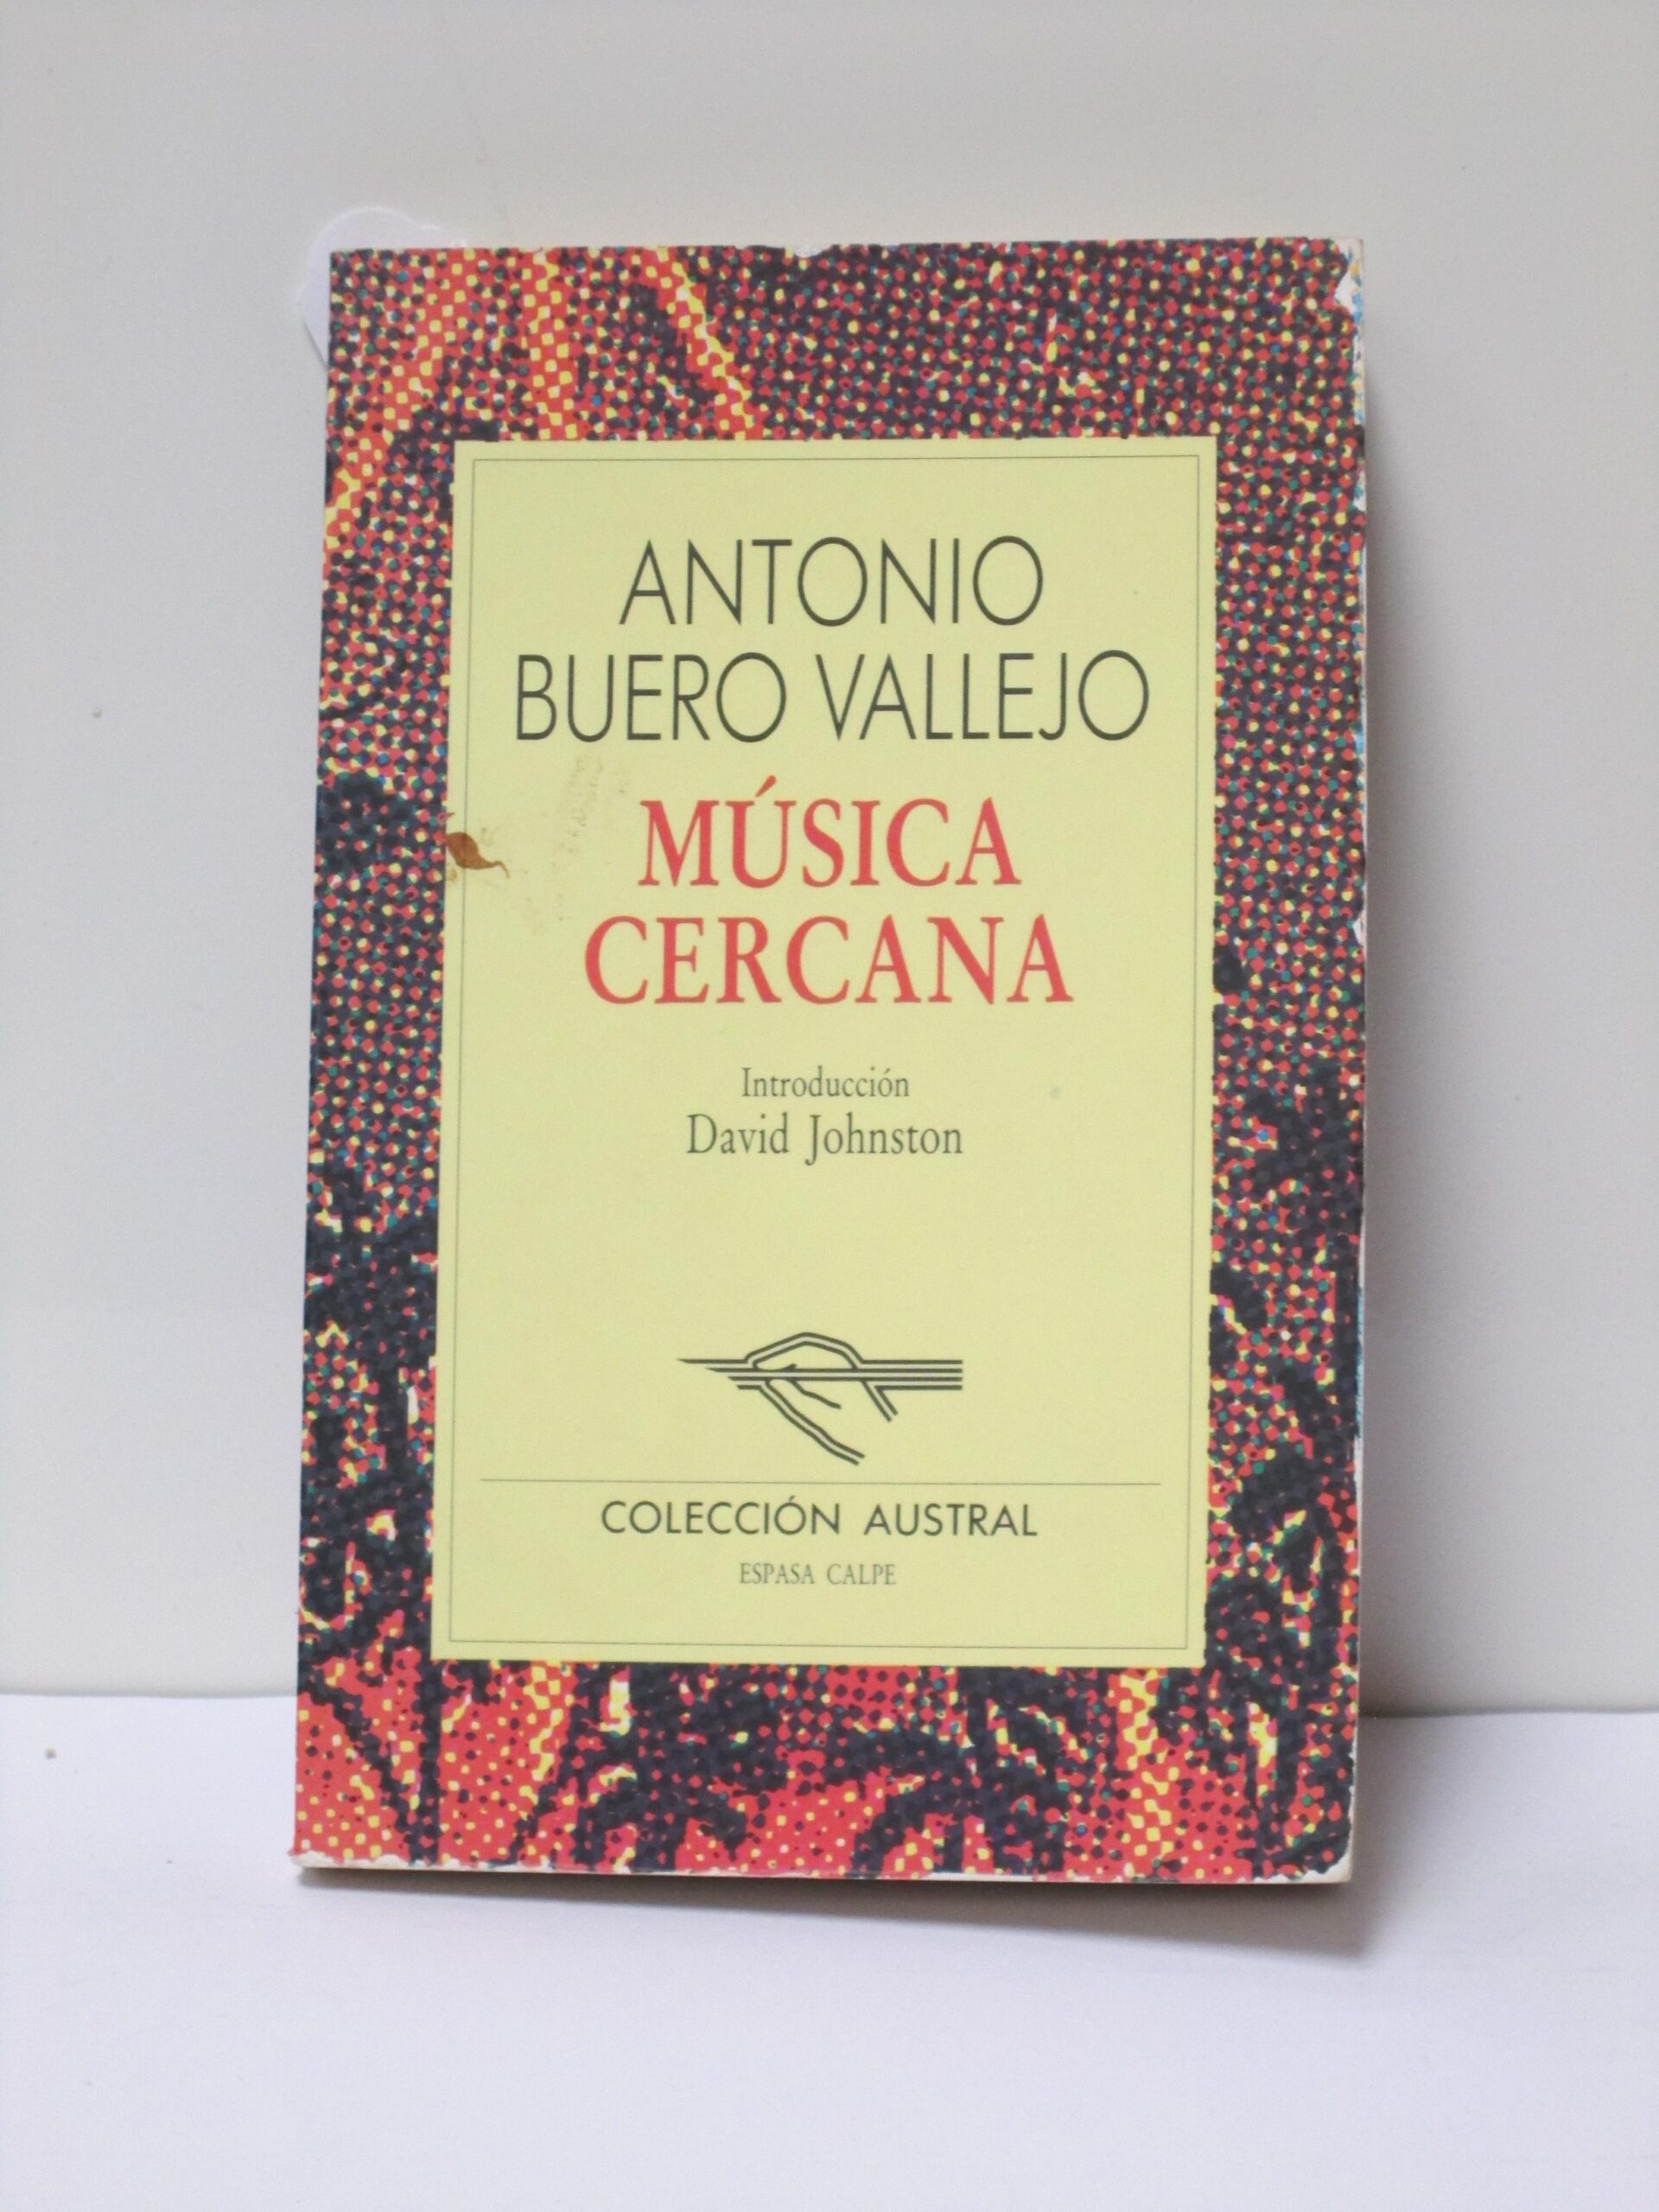 ANTONIO
BUERO VALLEJO
MÚSICA
CERCANA
Introducción
David Johnston
COLECCIÓN AUSTRAL
ESPASA CALPE